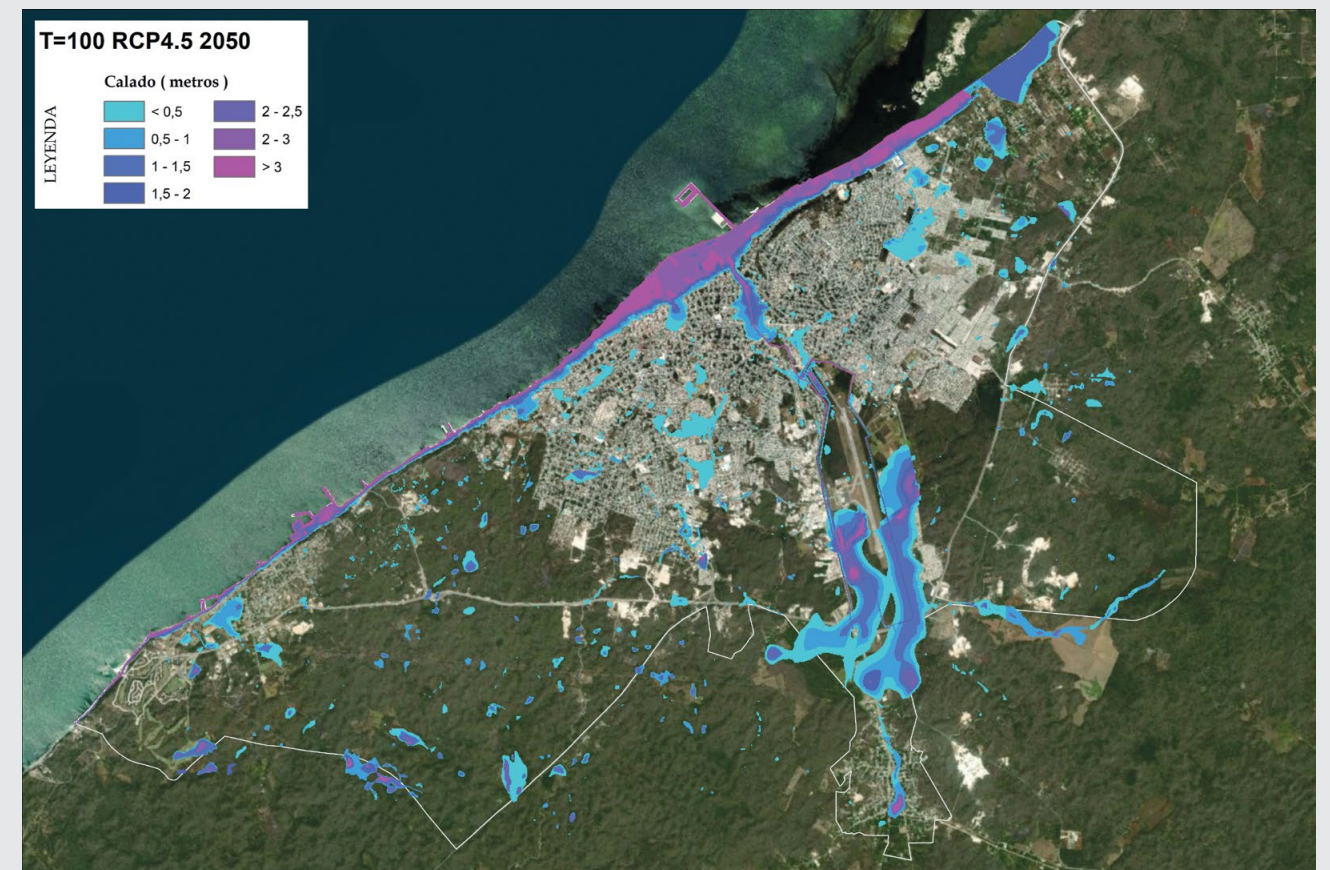 T=100 RCP4.5 2050
Calado ( metros )
LEYENDA
< 0,5
0,5 - 1
1 - 1,5
1,5 - 2
2 - 2,5
2 - 3
> 3